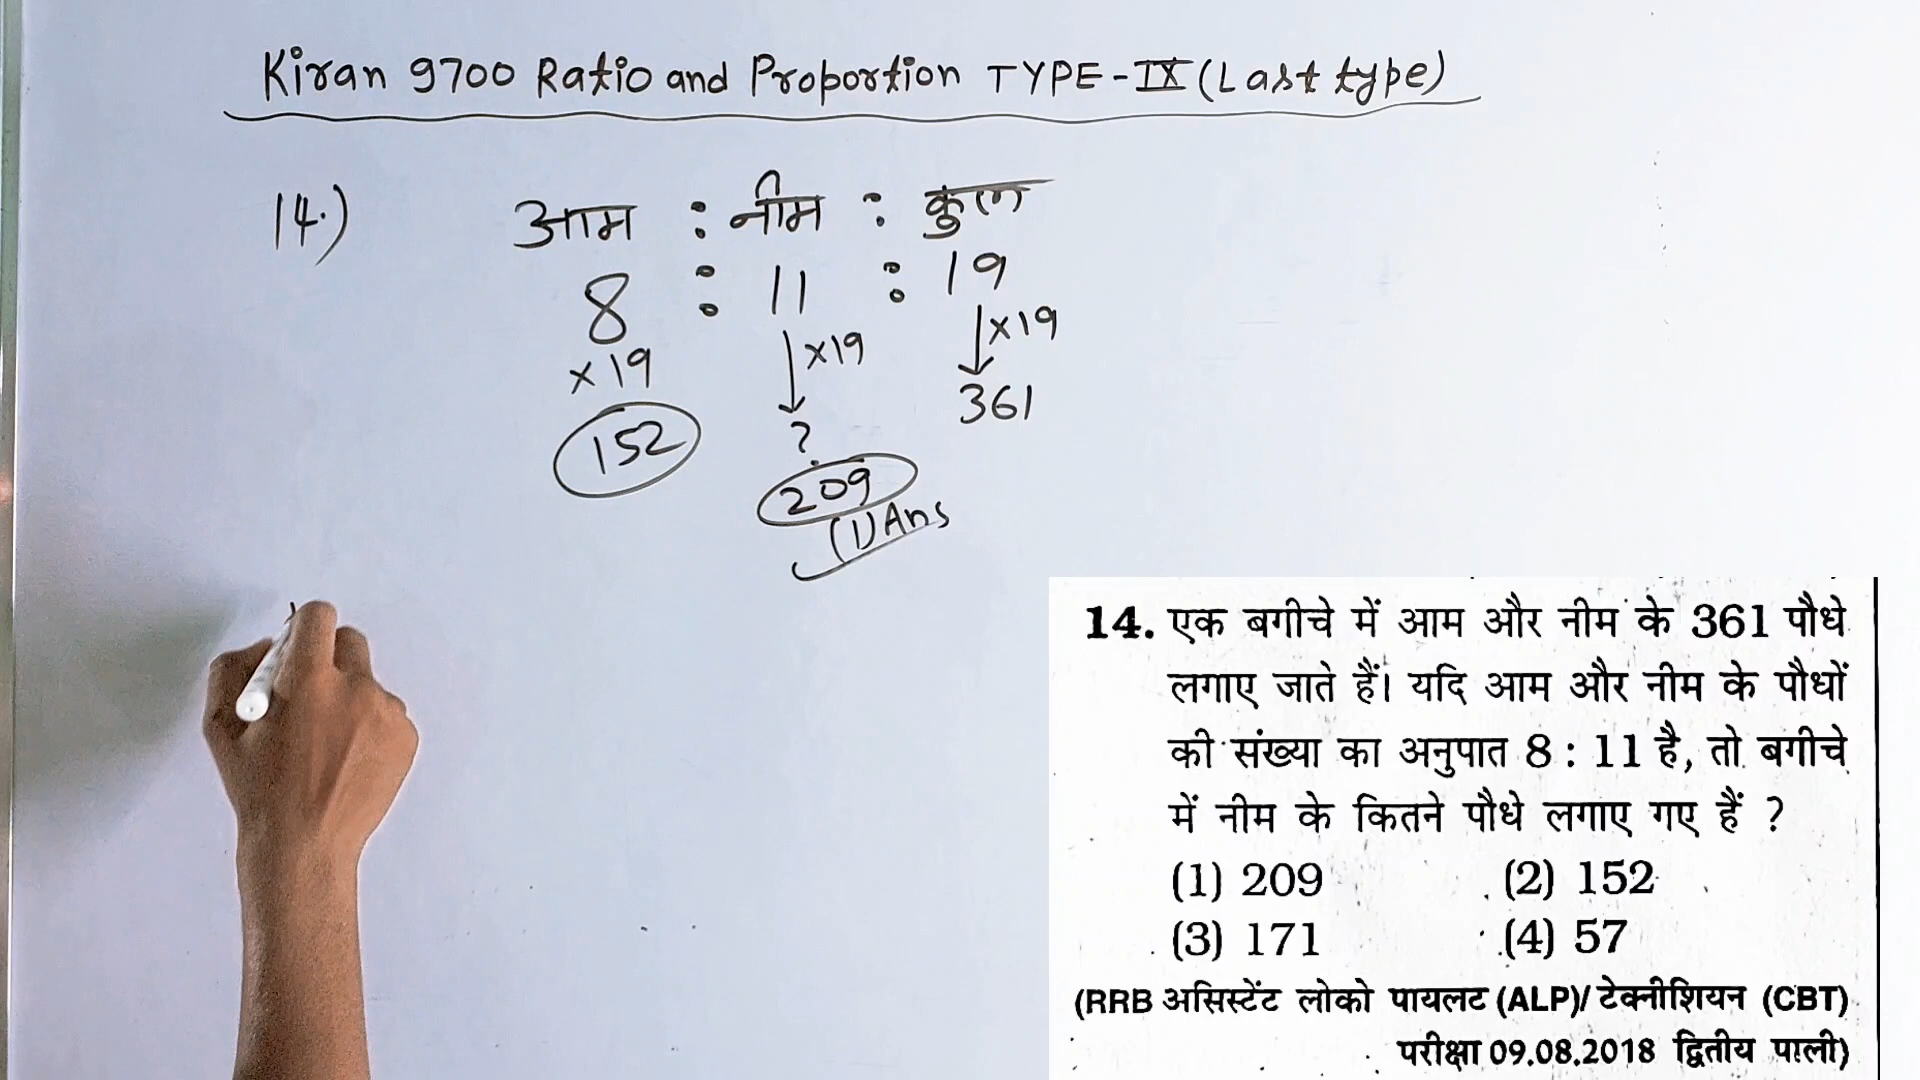 Kiran 9700 Ratio and Proportion TYPE-IX (Last type)
14.) आम : नीम : कुल
8 : 11 : 19
×19 ×19 ×19
152 ? 361
209
(1) Ans
14. एक बगीचे में आम और नीम के 361 पौधे
लगाए जाते हैं। यदि आम और नीम के पौधों
की संख्या का अनुपात 8 : 11 है, तो बगीचे
में नीम के कितने पौधे लगाए गए हैं ?
(1) 209 (2) 152
(3) 171 (4) 57
(RRB असिस्टेंट लोको पायलट (ALP)/ टेक्नीशियन (CBT)
परीक्षा 09.08.2018 द्वितीय पाली)